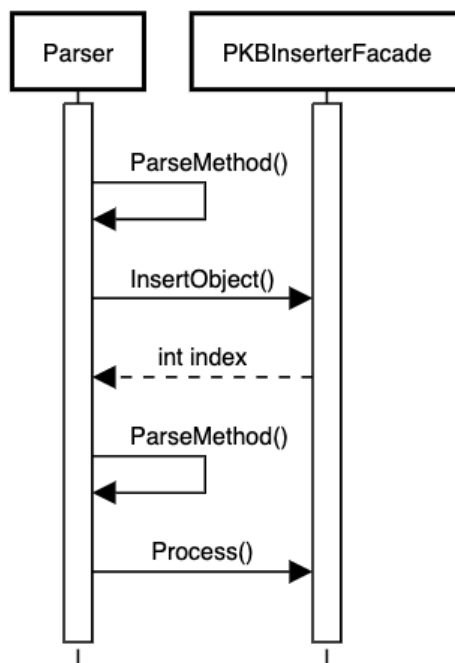 Parser
PKBInserterFacade
ParseMethod()
InsertObject()
int index
ParseMethod()
Process()